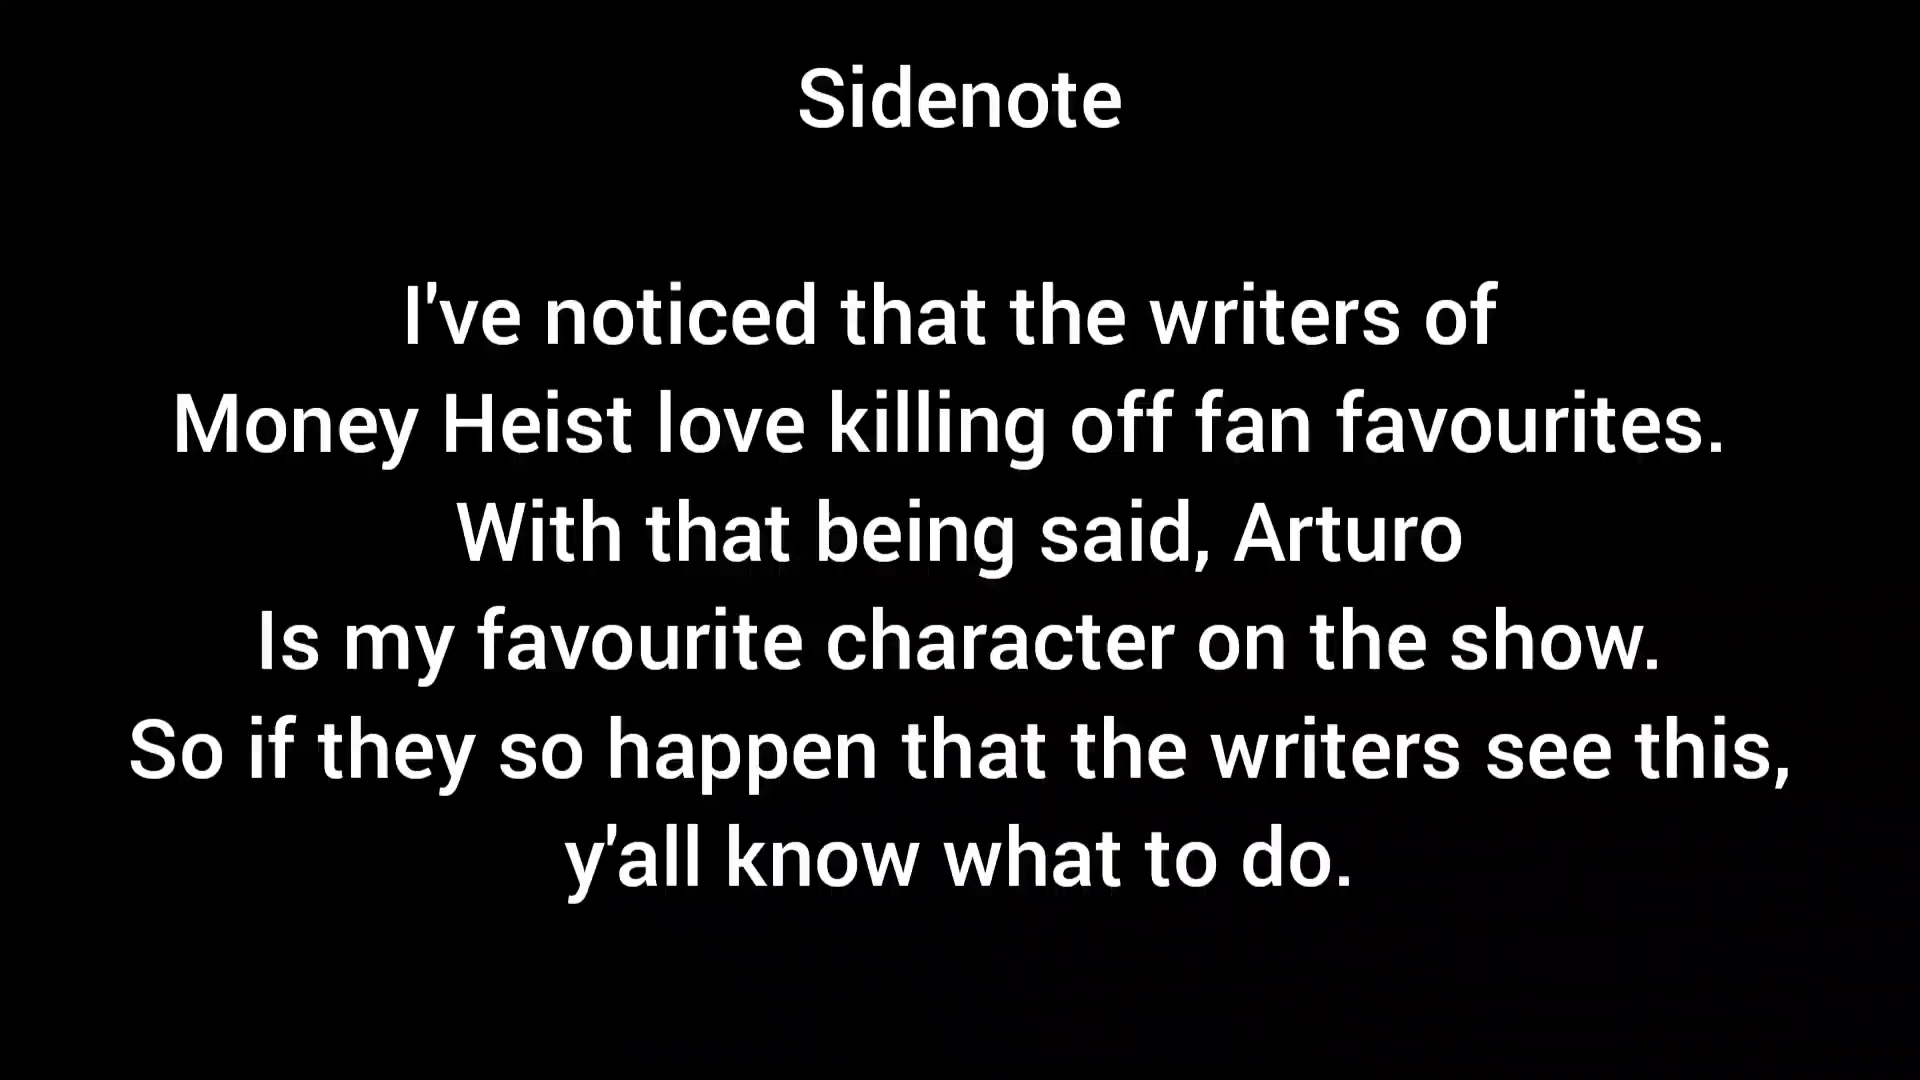 Sidenote
I've noticed that the writers of
Money Heist love killing off fan favourites.
With that being said, Arturo
Is my favourite character on the show.
So if they so happen that the writers see this,
y'all know what to do.